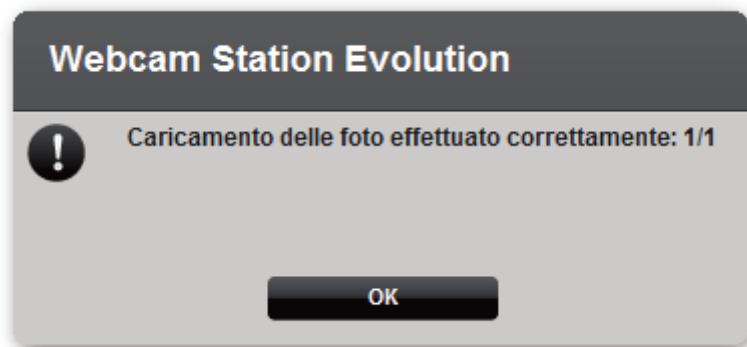 Webcam Station Evolution
Caricamento delle foto effettuato correttamente: 1/1
OK